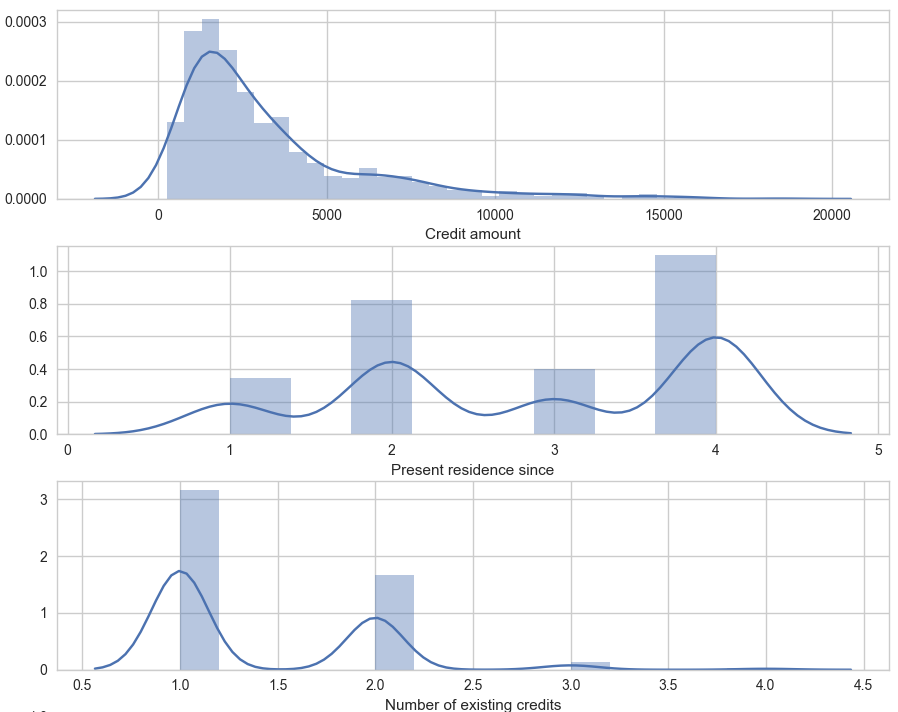 0.0003
0.0002
0.0001
0.0000
0 5000 10000 15000 20000
Credit amount
1.0
0.8
0.6
0.4
0.2
0.0
0 1 2 3 4 5
Present residence since
3
2
1
0
0.5 1.0 1.5 2.0 2.5 3.0 3.5 4.0 4.5
Number of existing credits